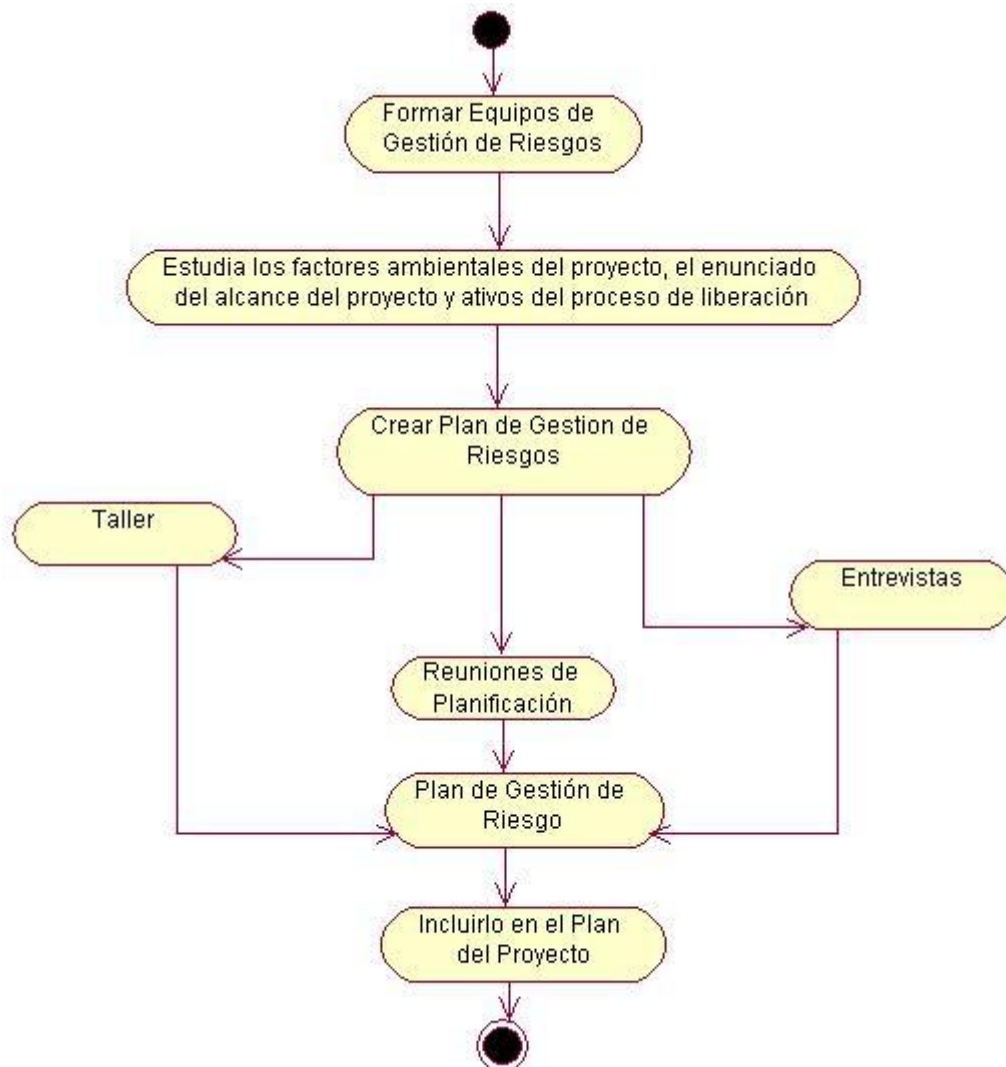 Formar Equipos de
Gestión de Riesgos
Estudia los factores ambientales del proyecto, el enunciado
del alcance del proyecto y ativos del proceso de liberación
Crear Plan de Gestion de
Riesgos
Taller
Entrevistas
Reuniones de
Planificación
Plan de Gestión de
Riesgo
Incluirlo en el Plan
del Proyecto